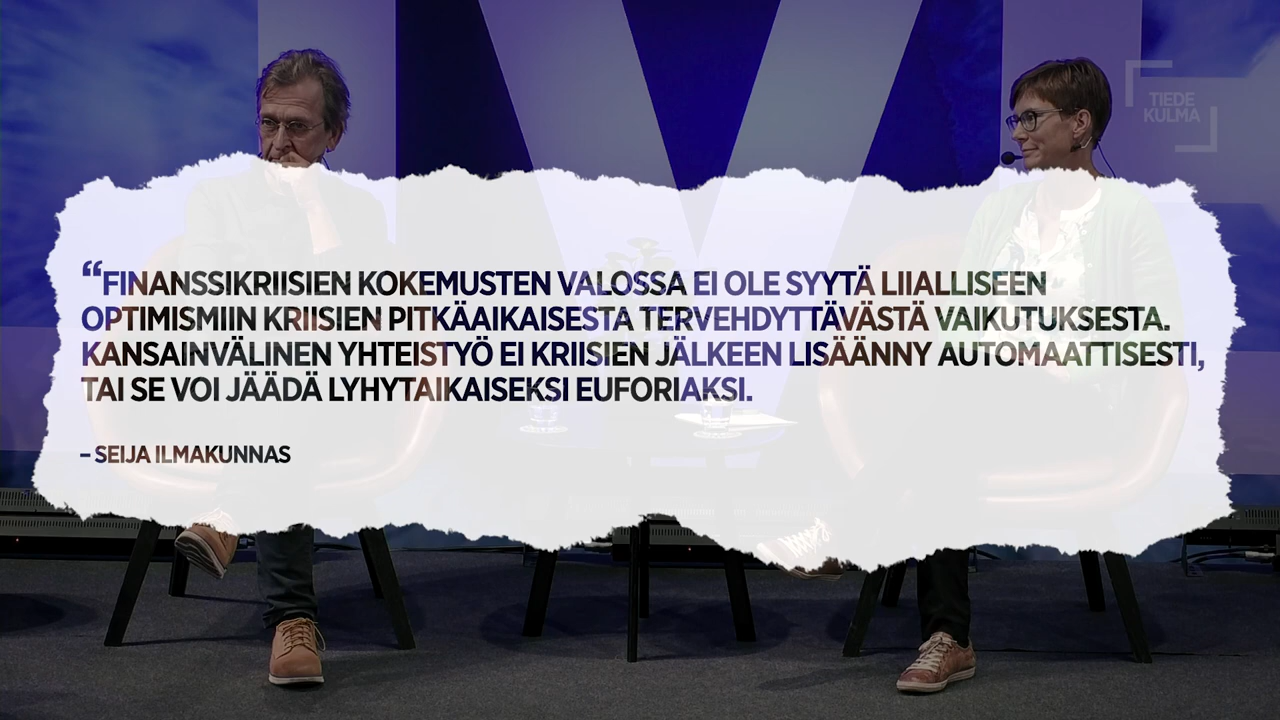 TIEDE
KULMA
“FINANSSIKRIISIEN KOKEMUSTEN VALOSSA EI OLE SYYTÄ LIIALLISEEN
OPTIMISMIIN KRIISIEN PITKÄAIKAISESTA TERVEHDYTTÄVÄSTÄ VAIKUTUKSESTA.
KANSAINVÄLINEN YHTEISTYÖ EI KRIISIEN JÄLKEEN LISÄÄNNY AUTOMAATTISESTI,
TAI SE VOI JÄÄDÄ LYHYTAIKAISEKSI EUFORIAKSI.
– SEIJA ILMAKUNNAS